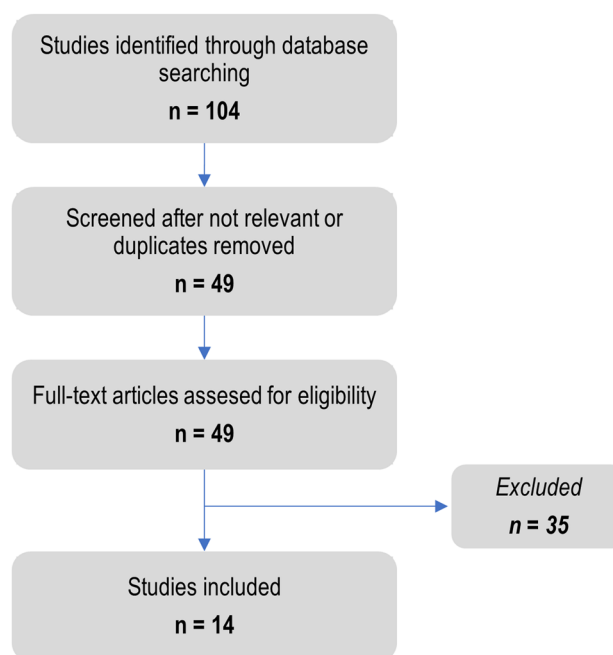 Studies identified through database
searching
n = 104
Screened after not relevant or
duplicates removed
n = 49
Full-text articles assesed for eligibility
n = 49
Excluded
n = 35
Studies included
n = 14